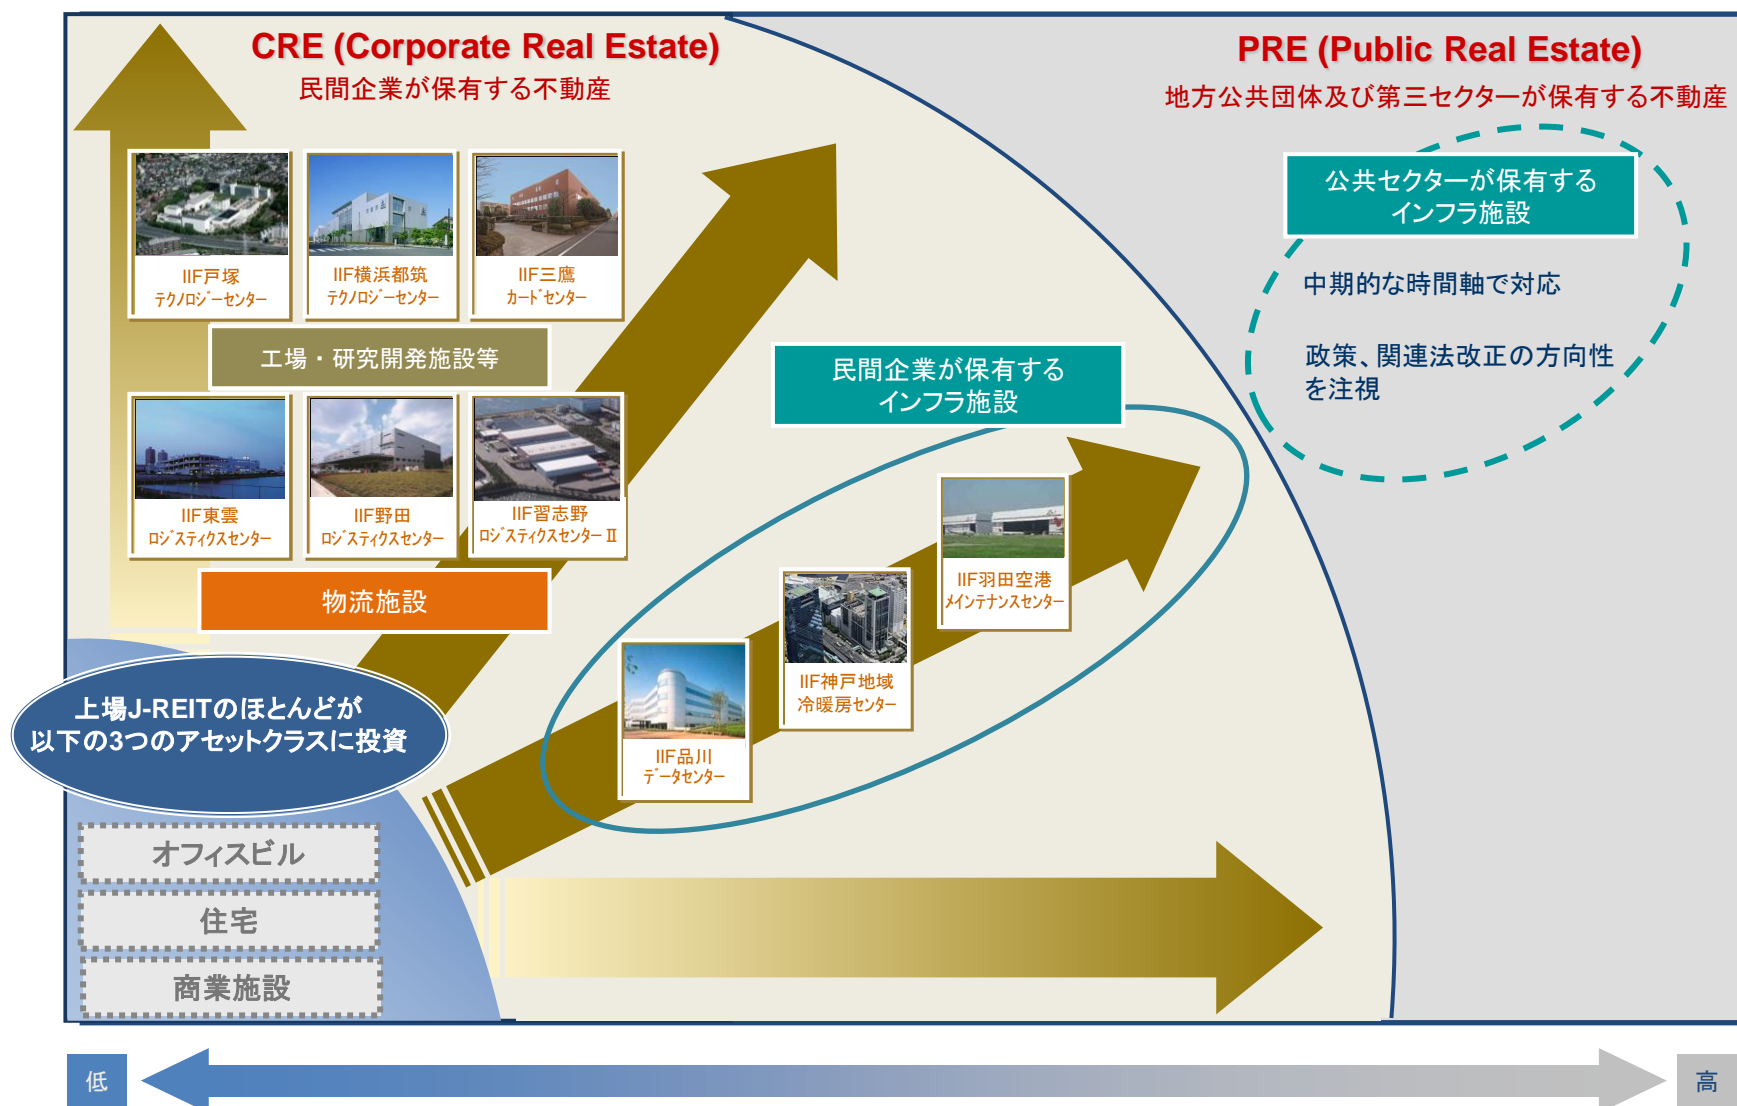 CRE (Corporate Real Estate)
民間企業が保有する不動産
PRE (Public Real Estate)
地方公共団体及び第三セクターが保有する不動産
公共セクターが保有する
インフラ施設
中期的な時間軸で対応
政策、関連法改正の方向性
を注視
IIF戸塚
ﾃｸﾉﾛｼﾞｰｾﾝﾀｰ
IIF横浜都筑
ﾃｸﾉﾛｼﾞｰｾﾝﾀｰ
IIF三鷹
ｶｰﾄﾞｾﾝﾀｰ
工場・研究開発施設等
民間企業が保有する
インフラ施設
IIF東雲
ﾛｼﾞｽﾃｨｸｽｾﾝﾀｰ
IIF野田
ﾛｼﾞｽﾃｨｸｽｾﾝﾀｰ
IIF習志野
ﾛｼﾞｽﾃｨｸｽｾﾝﾀｰⅡ
物流施設
IIF羽田空港
ﾒｲﾝﾃﾅﾝｽｾﾝﾀｰ
IIF神戸地域
冷暖房ｾﾝﾀｰ
IIF品川
ﾃﾞｰﾀｾﾝﾀｰ
上場J-REITのほとんどが
以下の3つのアセットクラスに投資
オフィスビル
住宅
商業施設
低
高